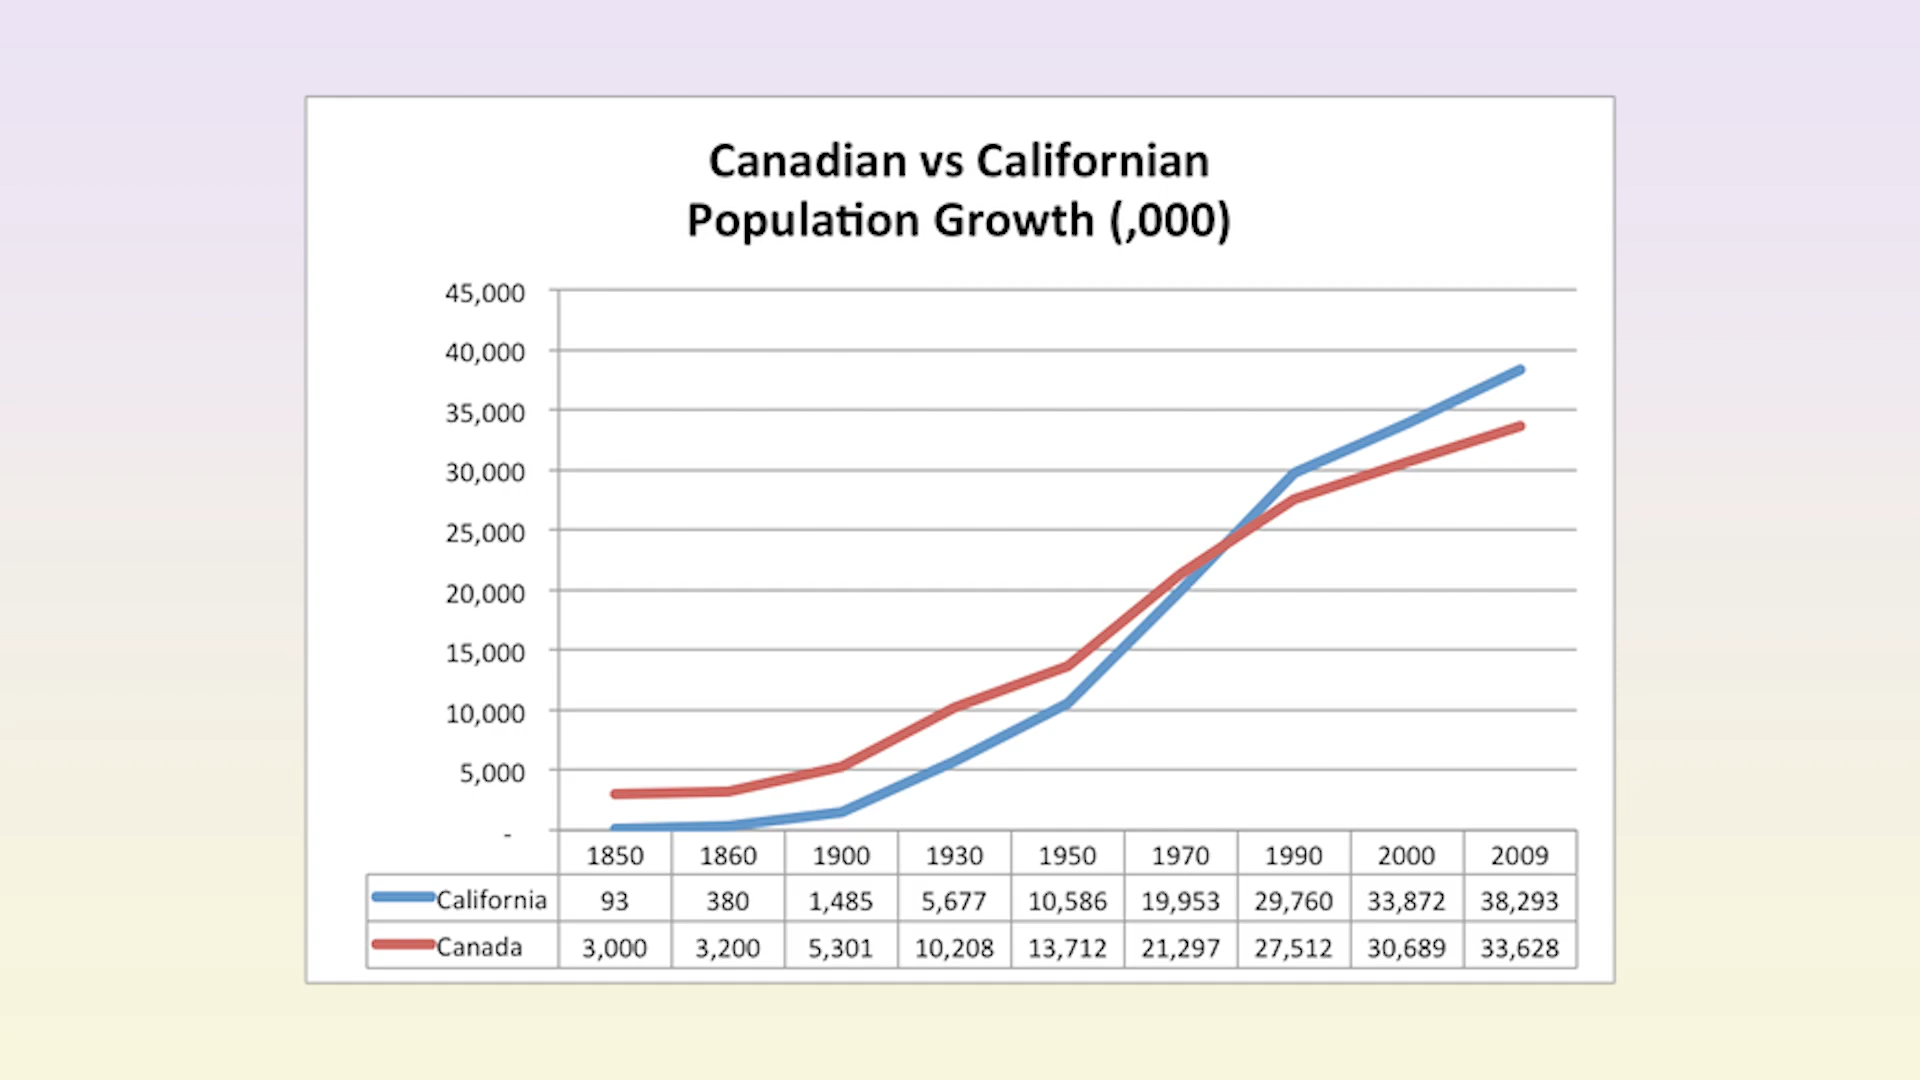 Canadian vs Californian
Population Growth (,000)
45,000
40,000
35,000
30,000
25,000
20,000
15,000
10,000
5,000
-
1850 1860 1900 1930 1950 1970 1990 2000 2009
California 93 380 1,485 5,677 10,586 19,953 29,760 33,872 38,293
Canada 3,000 3,200 5,301 10,208 13,712 21,297 27,512 30,689 33,628